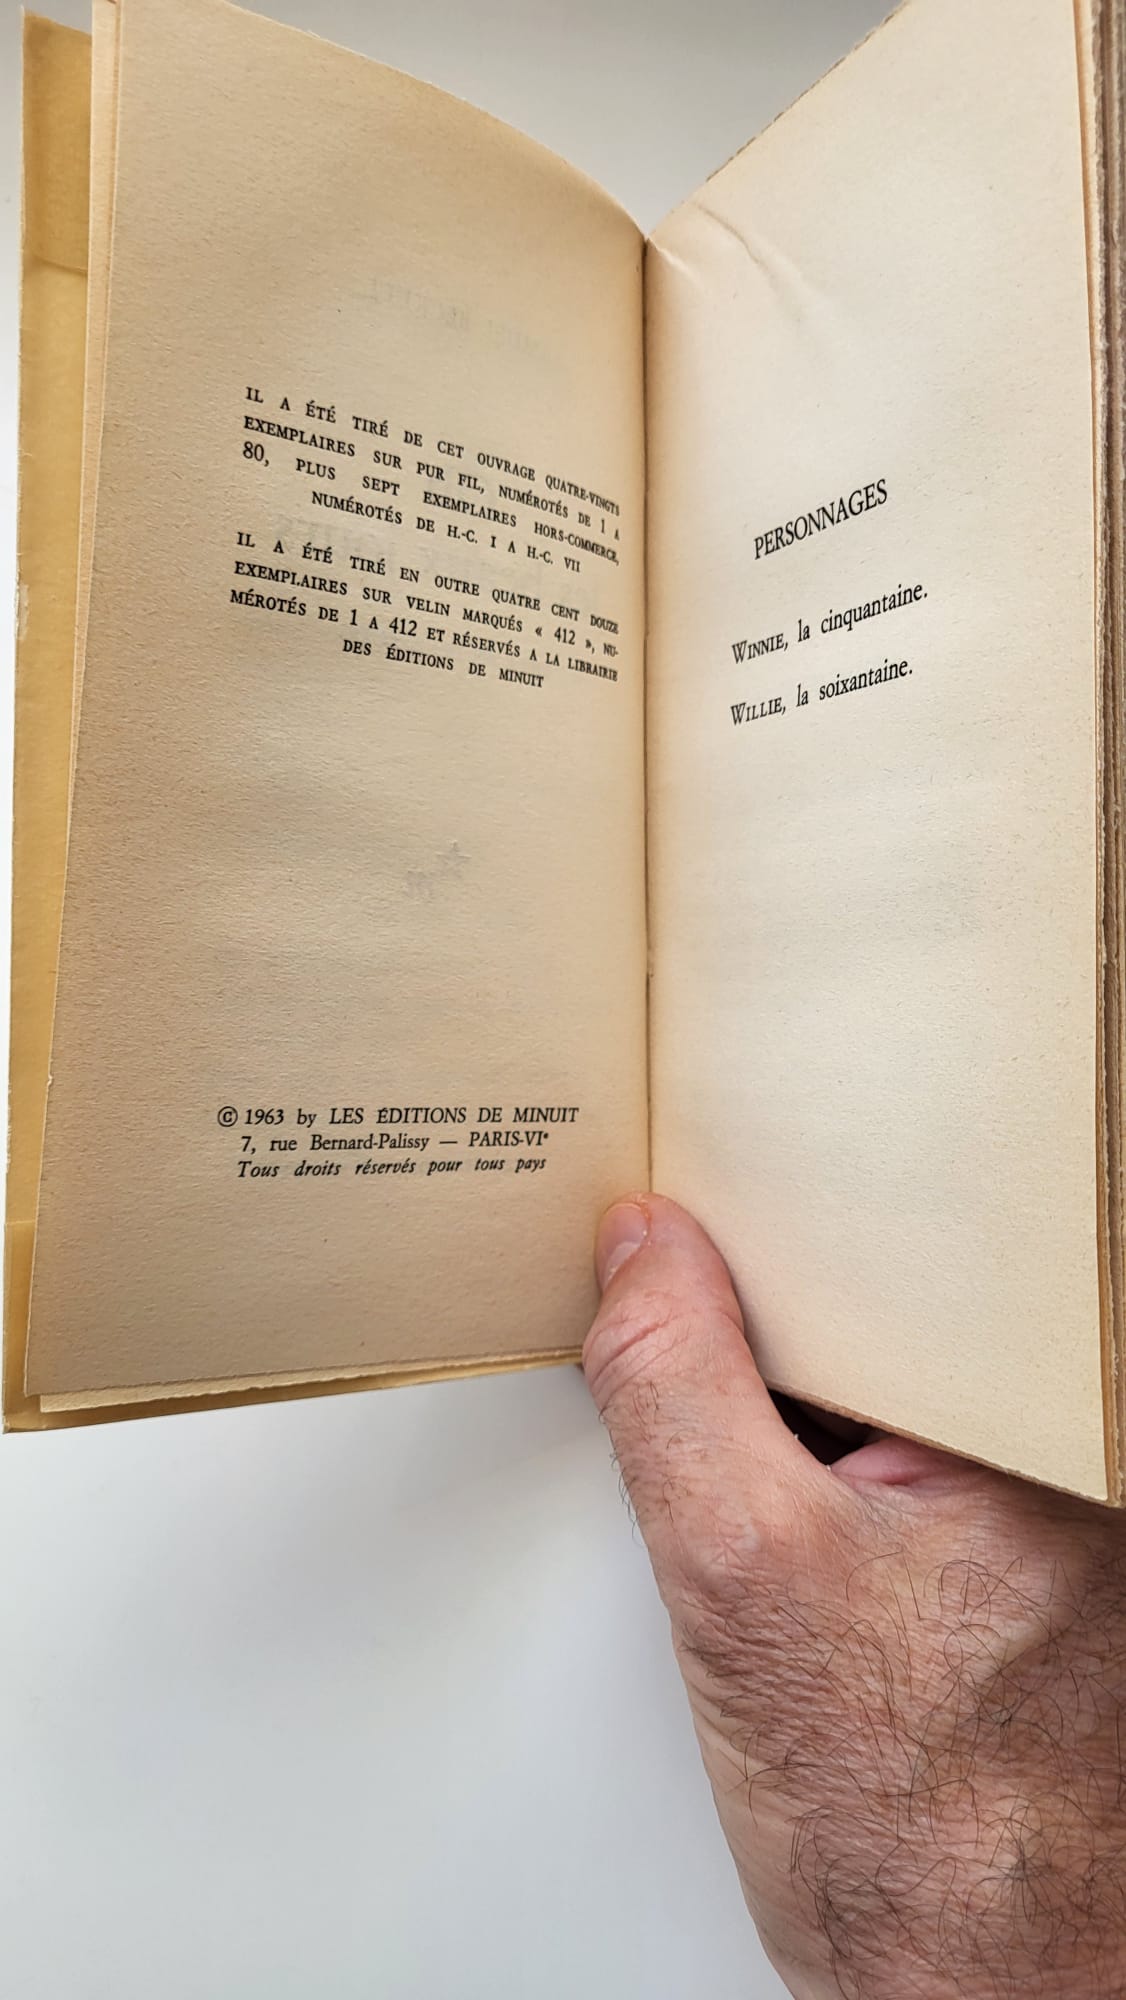 IL A ÉTÉ TIRÉ DE CET OUVRAGE QUATRE-VINGTS
EXEMPLAIRES SUR PUR FIL, NUMÉROTÉS DE 1 A
80, PLUS SEPT EXEMPLAIRES HORS-COMMERCE,
NUMÉROTÉS DE H.-C. I A H.-C. VII
IL A ÉTÉ TIRÉ EN OUTRE QUATRE CENT DOUZE
EXEMPLAIRES SUR VELIN MARQUÉS « 412 », NU-
MÉROTÉS DE 1 A 412 ET RÉSERVÉS A LA LIBRAIRIE
DES ÉDITIONS DE MINUIT
© 1963 by LES ÉDITIONS DE MINUIT
7, rue Bernard-Palissy — PARIS-VIe
Tous droits réservés pour tous pays
PERSONNAGES
WINNIE, la cinquantaine.
WILLIE, la soixantaine.